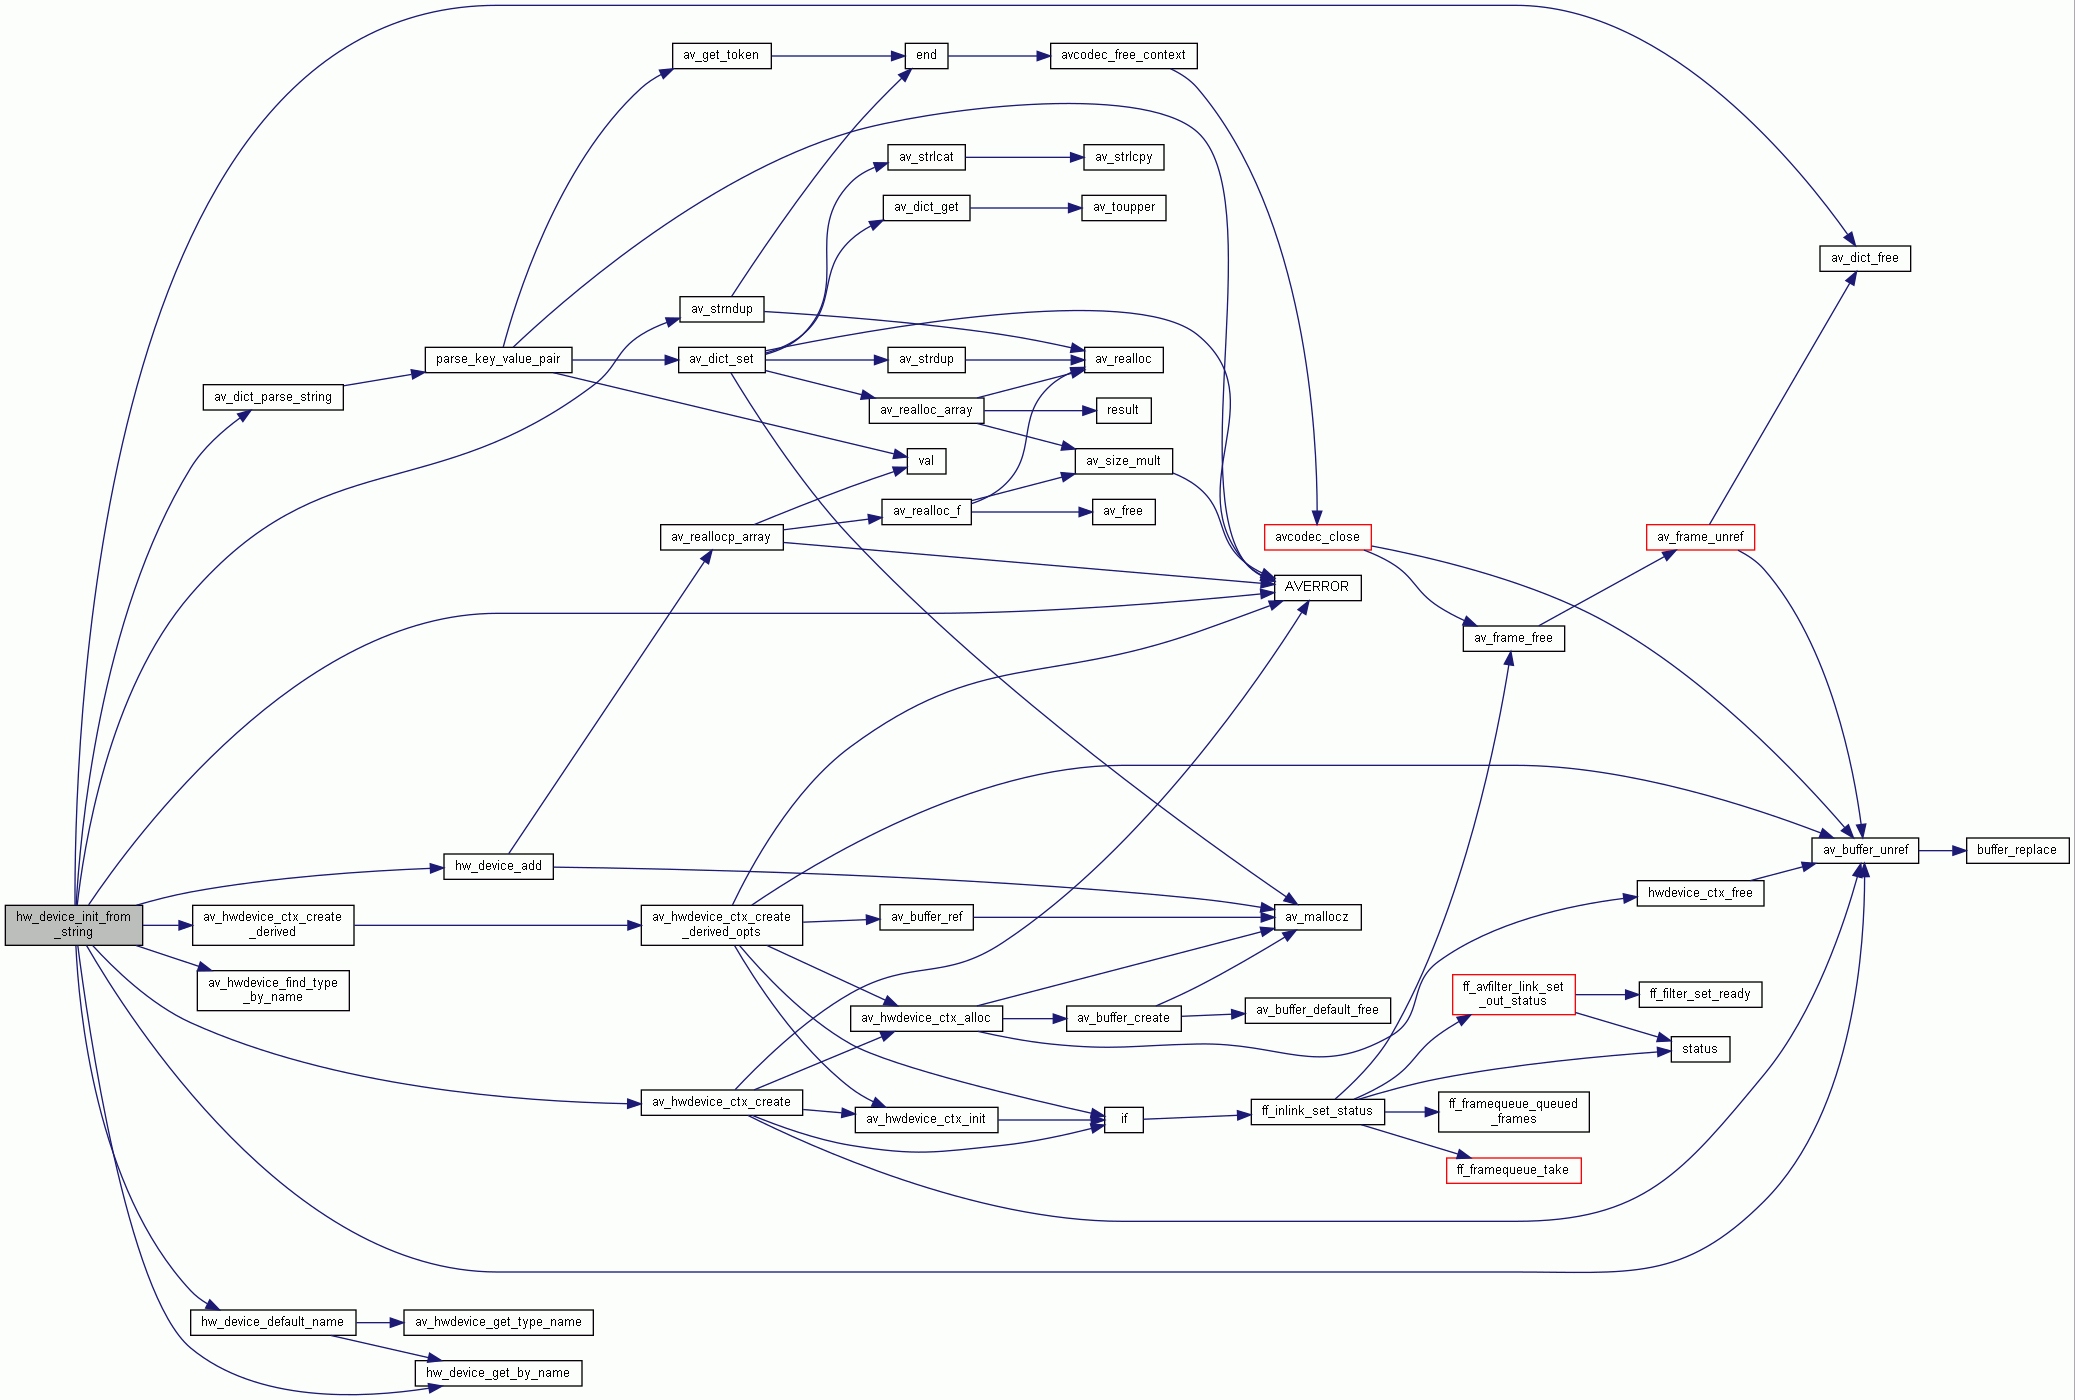 av_get_token
end
avcodec_free_context
av_strlcat
av_strlcpy
av_dict_get
av_toupper
av_dict_free
av_strndup
parse_key_value_pair
av_dict_set
av_strdup
av_realloc
av_dict_parse_string
av_realloc_array
result
val
av_size_mult
av_realloc_f
av_free
av_reallocp_array
avcodec_close
av_frame_unref
AVERROR
av_frame_free
av_buffer_unref
buffer_replace
hw_device_add
hwdevice_ctx_free
hw_device_init_from
_string
av_hwdevice_ctx_create
_derived
av_hwdevice_ctx_create
_derived_opts
av_buffer_ref
av_mallocz
av_hwdevice_find_type
_by_name
ff_avfilter_link_set
_out_status
ff_filter_set_ready
av_hwdevice_ctx_alloc
av_buffer_create
av_buffer_default_free
status
av_hwdevice_ctx_create
av_hwdevice_ctx_init
if
ff_inlink_set_status
ff_framequeue_queued
_frames
ff_framequeue_take
hw_device_default_name
av_hwdevice_get_type_name
hw_device_get_by_name